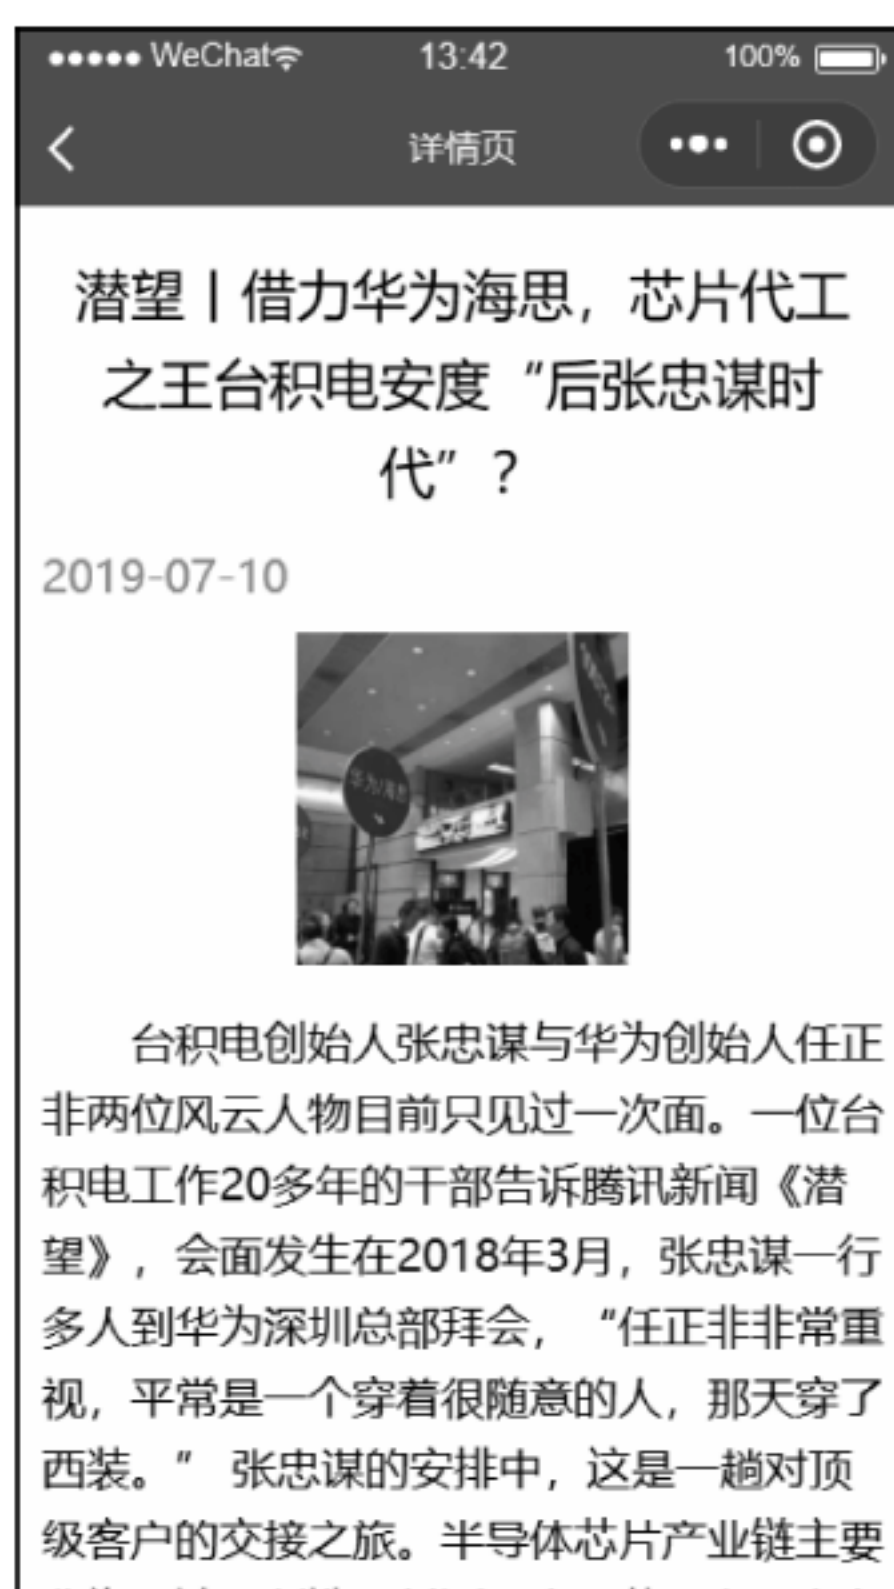 WeChat 13:42 100%
详情页
潜望丨借力华为海思，芯片代工
之王台积电安度“后张忠谋时
代”？
2019-07-10
华为/海思
台积电创始人张忠谋与华为创始人任正
非两位风云人物目前只见过一次面。一位台
积电工作20多年的干部告诉腾讯新闻《潜
望》，会面发生在2018年3月，张忠谋一行
多人到华为深圳总部拜会，“任正非非常重
视，平常是一个穿着很随意的人，那天穿了
西装。” 张忠谋的安排中，这是一趟对顶
级客户的交接之旅。半导体芯片产业链主要